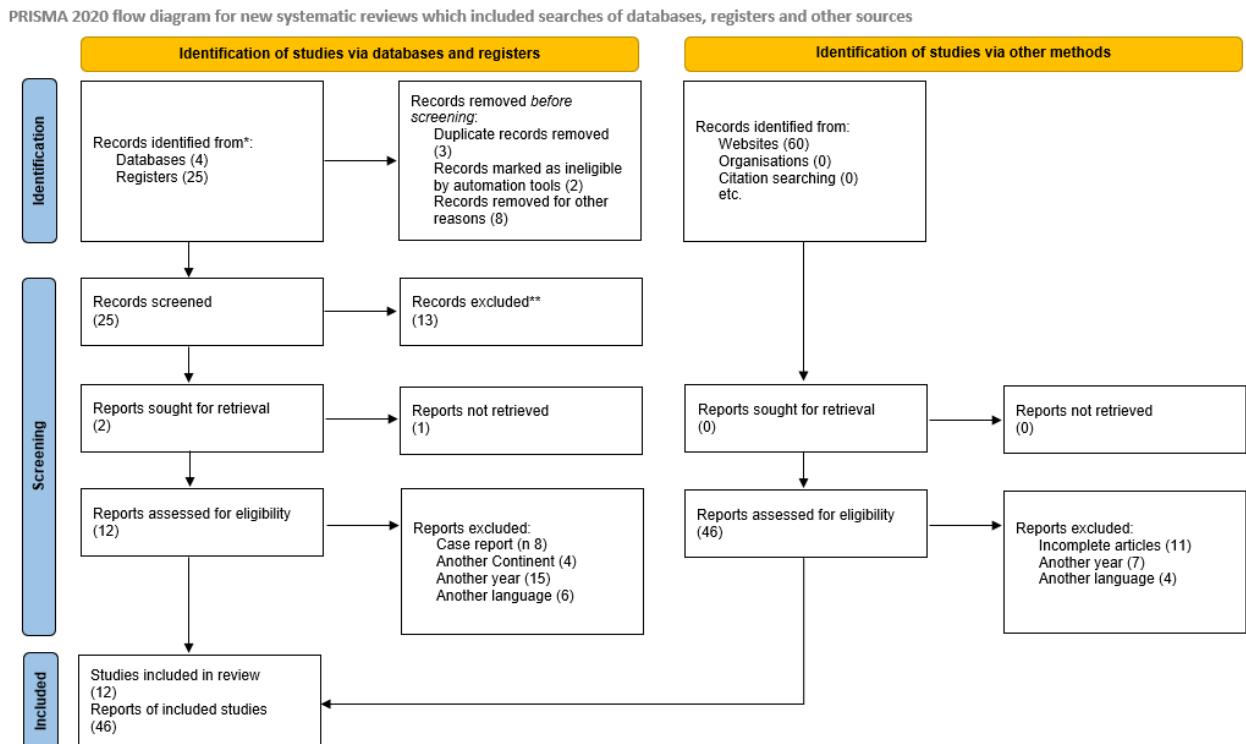 PRISMA 2020 flow diagram for new systematic reviews which included searches of databases, registers and other sources
Identification of studies via databases and registers
Identification of studies via other methods
Identification
Records identified from*:
Databases (4)
Registers (25)
Records removed before
screening:
Duplicate records removed
(3)
Records marked as ineligible
by automation tools (2)
Records removed for other
reasons (8)
Records identified from:
Websites (60)
Organisations (0)
Citation searching (0)
etc.
Screening
Records screened
(25)
Records excluded**
(13)
Reports sought for retrieval
(2)
Reports not retrieved
(1)
Reports sought for retrieval
(0)
Reports not retrieved
(0)
Reports assessed for eligibility
(12)
Reports excluded:
Case report (n 8)
Another Continent (4)
Another year (15)
Another language (6)
Reports assessed for eligibility
(46)
Reports excluded:
Incomplete articles (11)
Another year (7)
Another language (4)
Included
Studies included in review
(12)
Reports of included studies
(46)